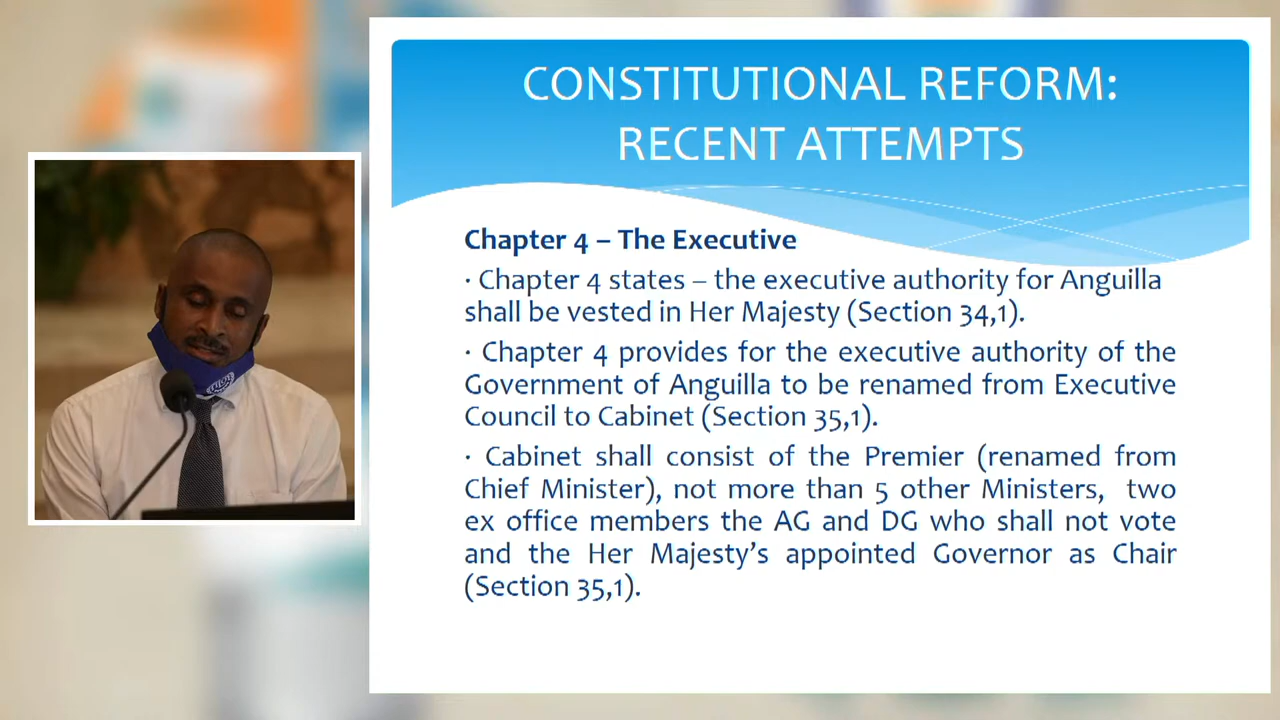 CONSTITUTIONAL REFORM:
RECENT ATTEMPTS
Chapter 4 – The Executive
· Chapter 4 states – the executive authority for Anguilla
shall be vested in Her Majesty (Section 34,1).
· Chapter 4 provides for the executive authority of the
Government of Anguilla to be renamed from Executive
Council to Cabinet (Section 35,1).
· Cabinet shall consist of the Premier (renamed from
Chief Minister), not more than 5 other Ministers, two
ex office members the AG and DG who shall not vote
and the Her Majesty’s appointed Governor as Chair
(Section 35,1).